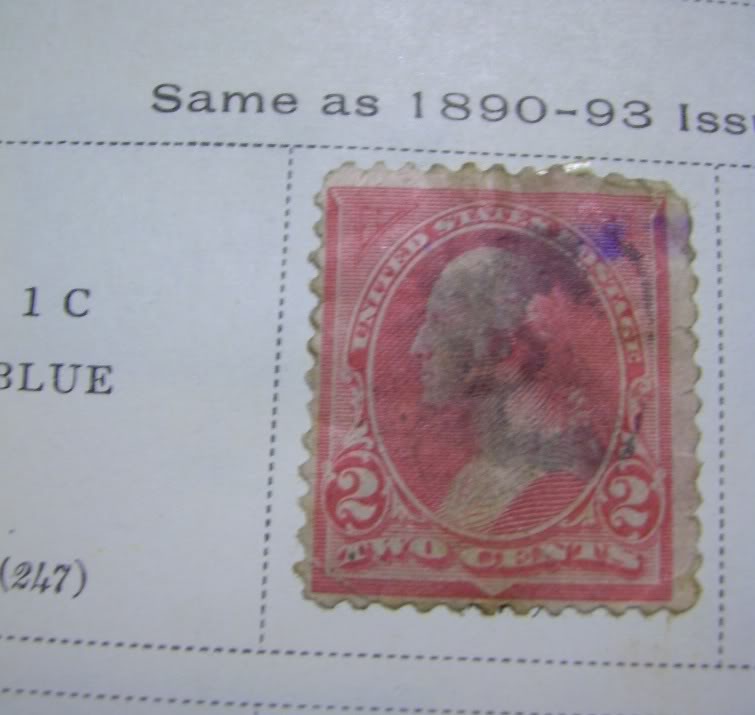 Same as 1890-93 Iss
1 C
BLUE
(247)
UNITED STATES POSTAGE
2 2
TWO CENTS